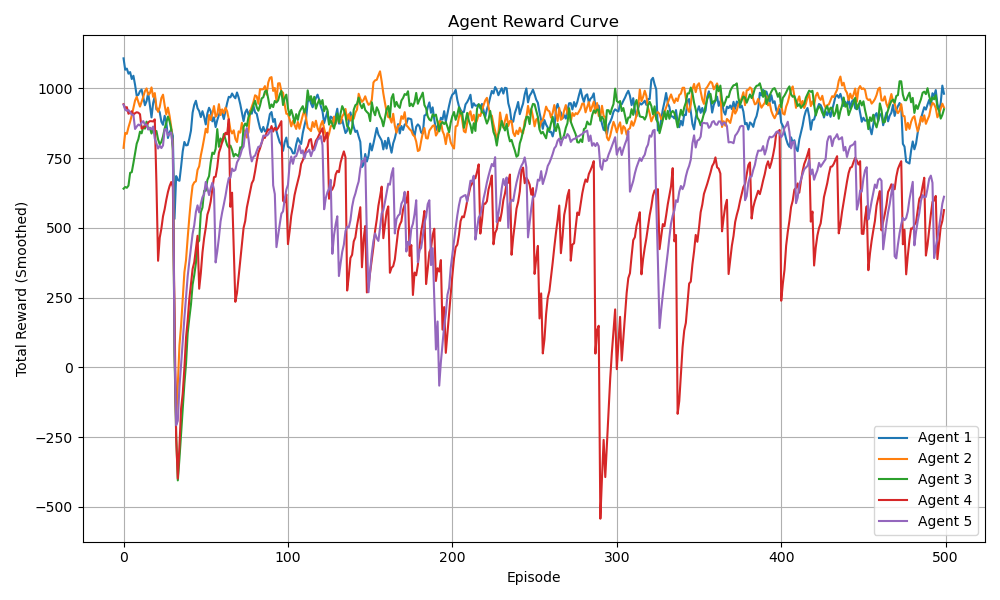 Agent Reward Curve
Total Reward (Smoothed)
1000
750
500
250
0
−250
−500
0
100
200
300
400
500
Episode
Agent 1
Agent 2
Agent 3
Agent 4
Agent 5